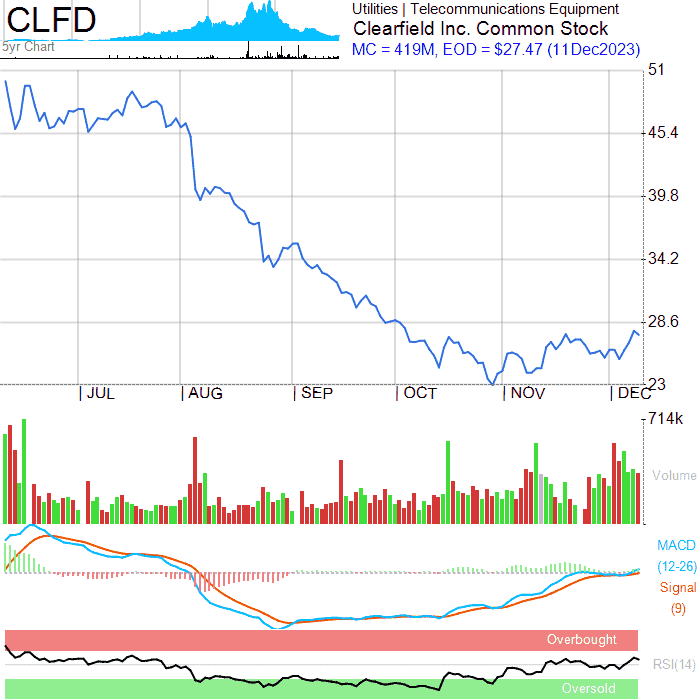 CLFD
5yr Chart
Utilities | Telecommunications Equipment
Clearfield Inc. Common Stock
MC = 419M, EOD = $27.47 (11Dec2023)
51
45.4
39.8
34.2
28.6
23
JUL AUG SEP OCT NOV DEC
714k
Volume
MACD
(12-26)
Signal
(9)
Overbought
RSI(14)
Oversold